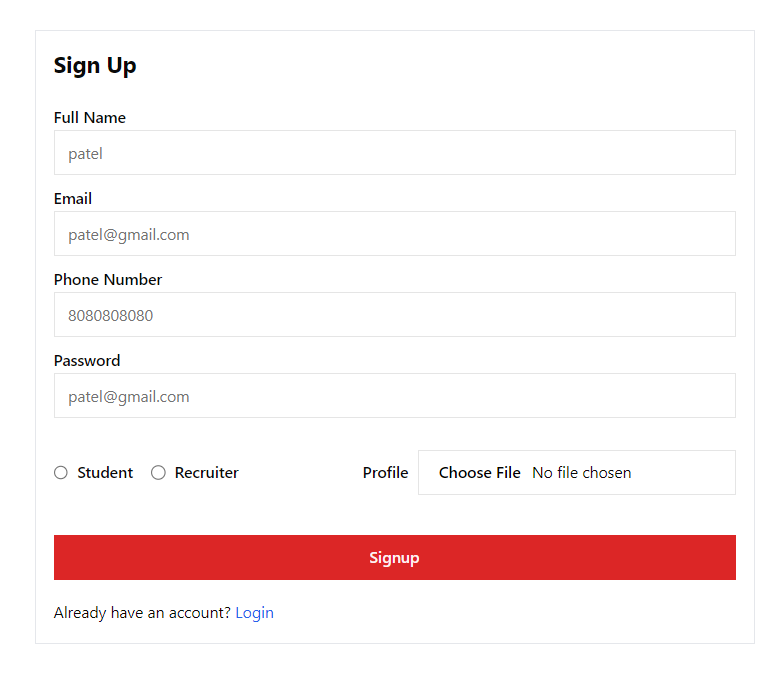 Sign Up
Full Name
patel
Email
patel@gmail.com
Phone Number
8080808080
Password
patel@gmail.com
Student Recruiter Profile Choose File No file chosen
Signup
Already have an account? Login